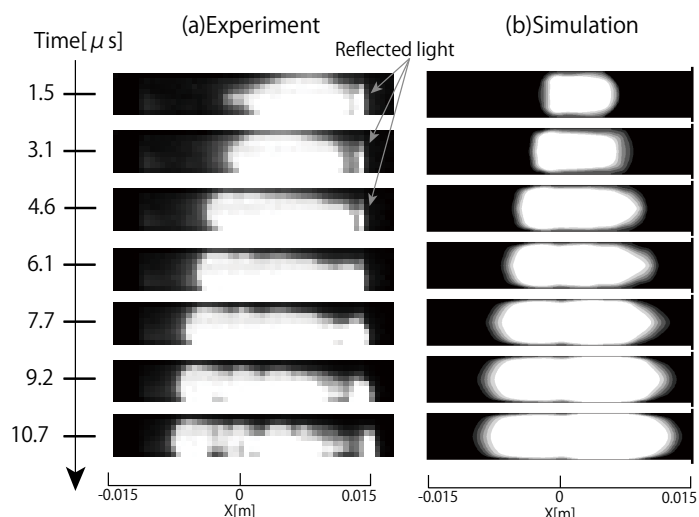 (a)Experiment
(b)Simulation
Time[μs]
Reflected light
1.5
3.1
4.6
6.1
7.7
9.2
10.7
-0.015 0 0.015
X[m]
-0.015 0 0.015
X[m]